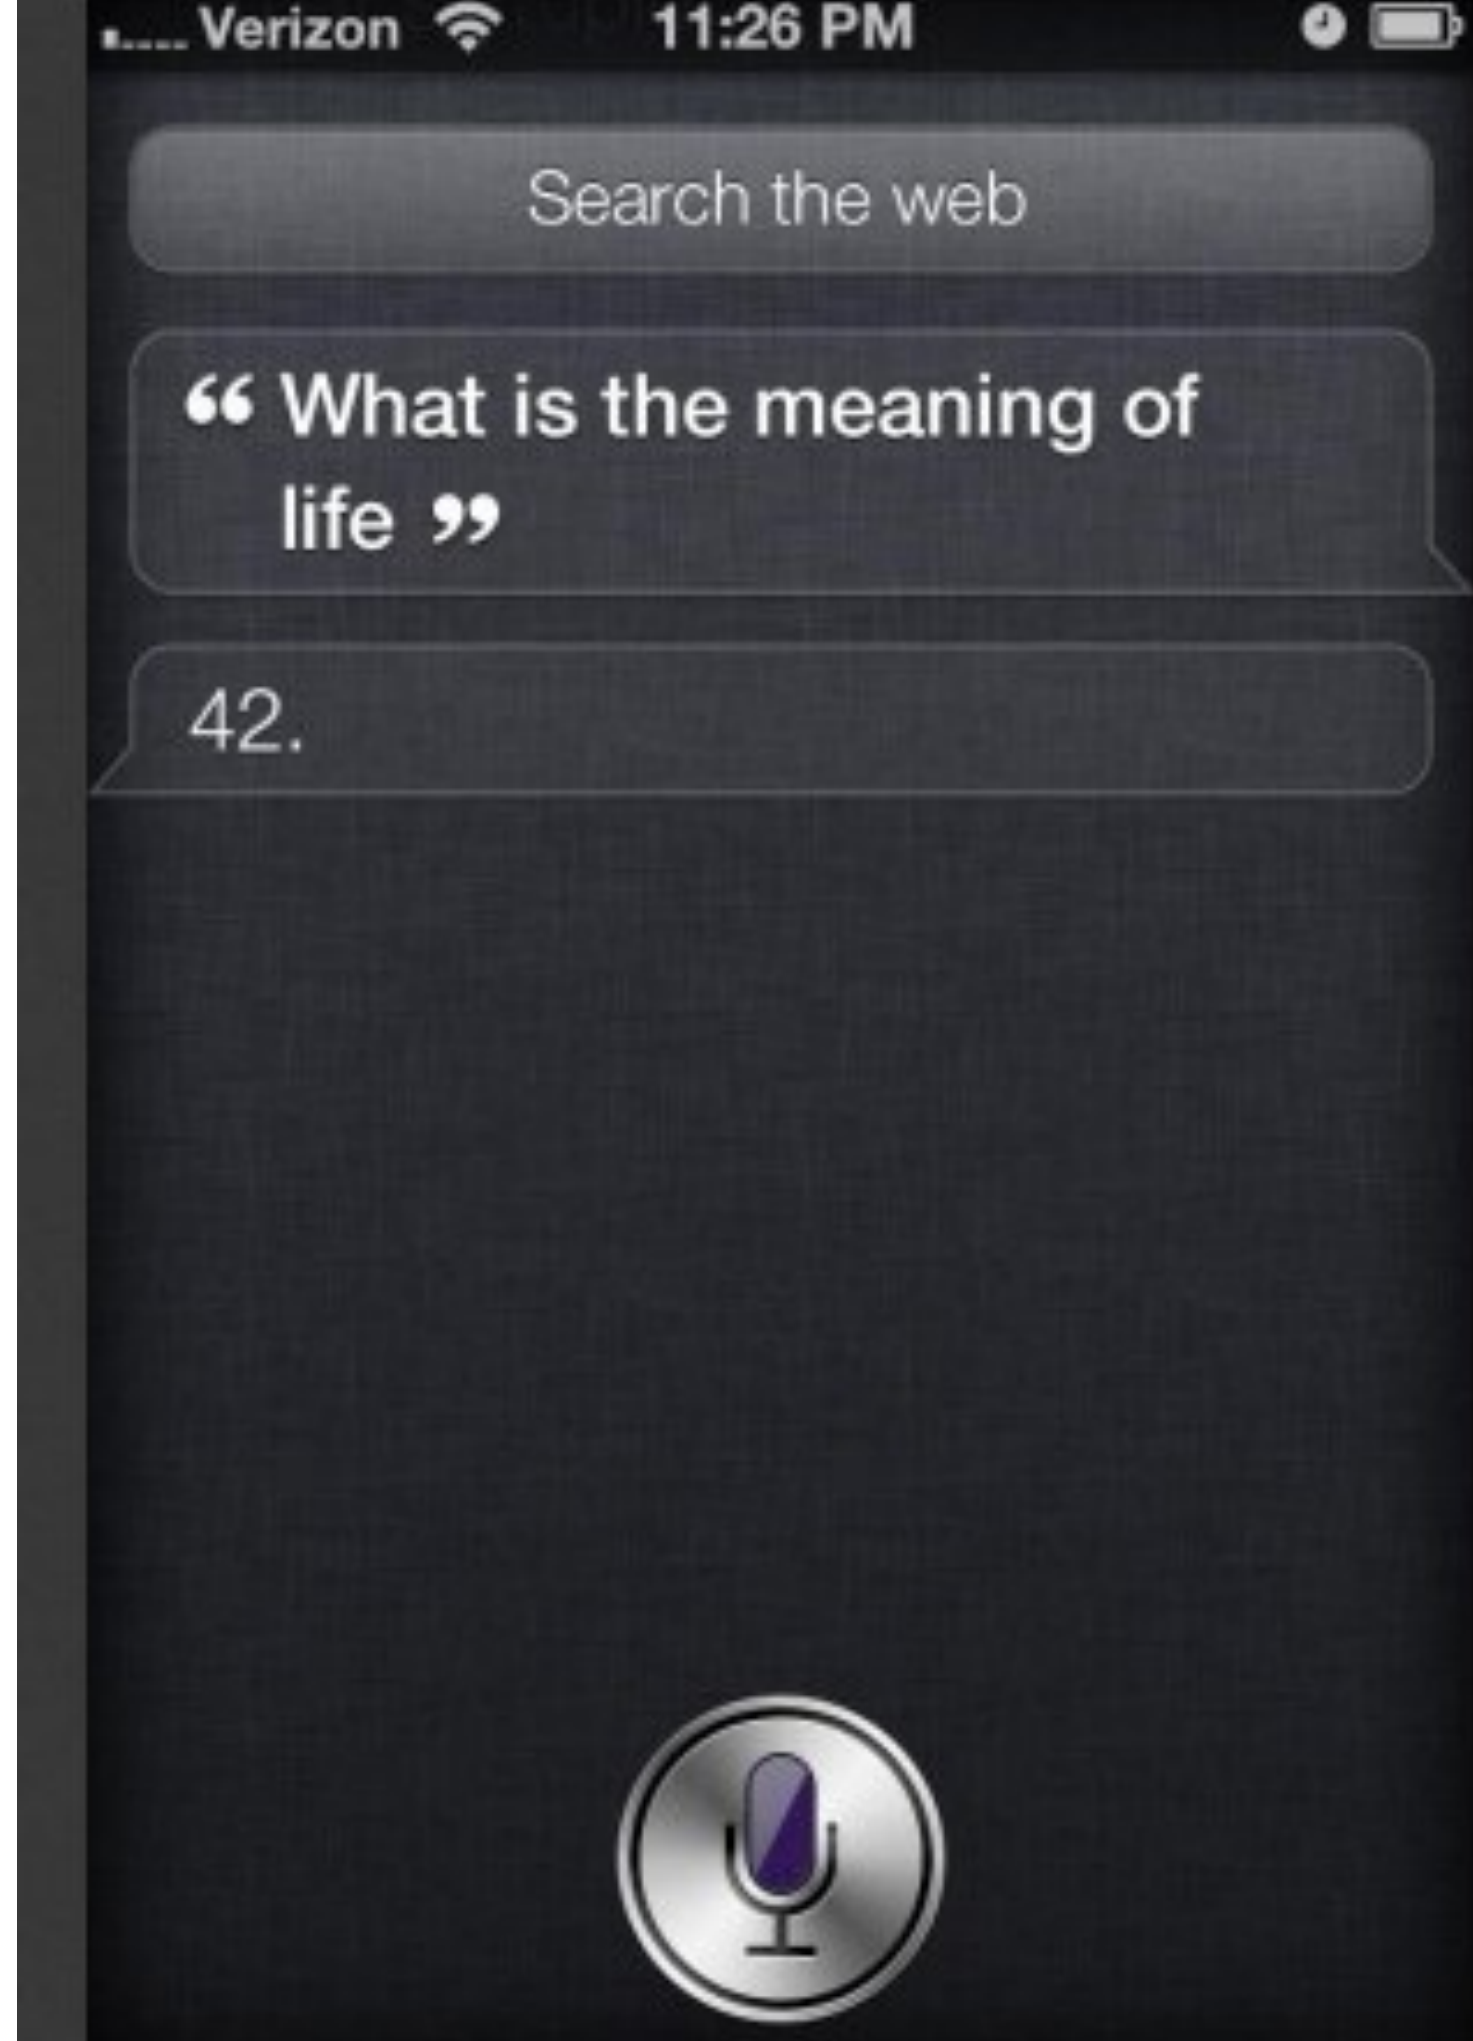 Verizon 11:26 PM
Search the web
“ What is the meaning of
life ”
42.